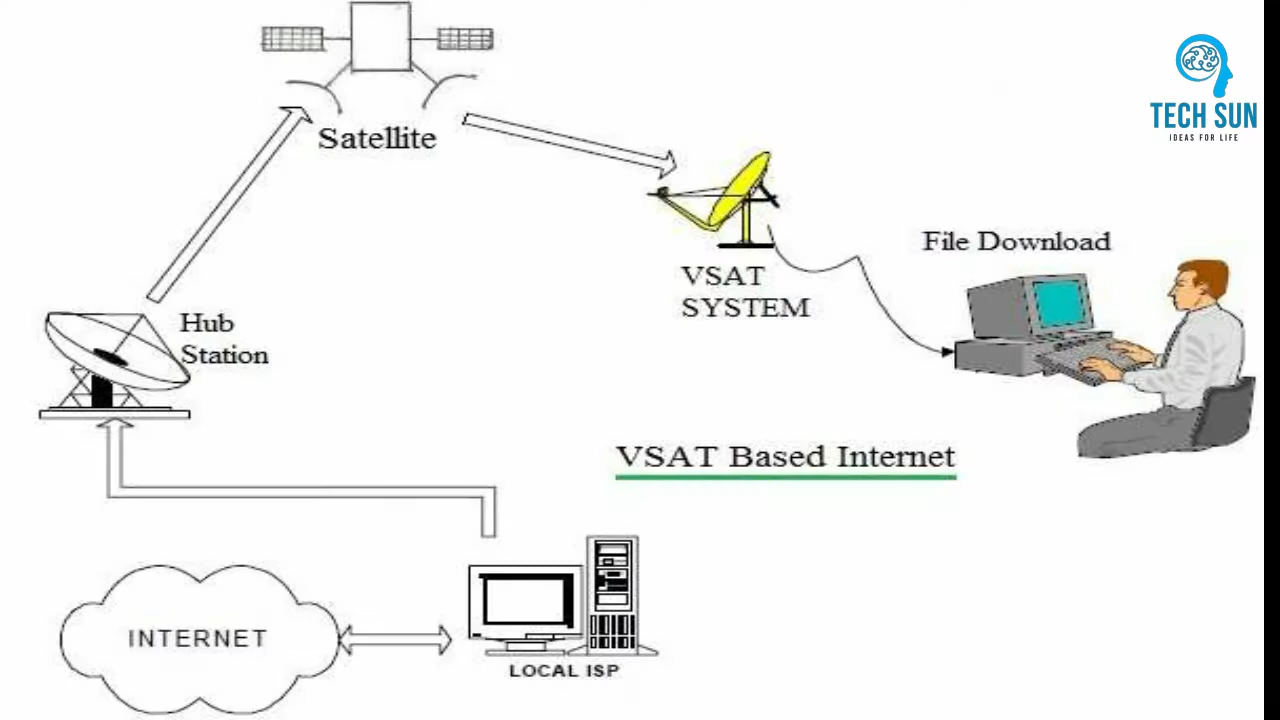 TECH SUN
IDEAS FOR LIFE
Satellite
File Download
VSAT
SYSTEM
Hub
Station
VSAT Based Internet
INTERNET
LOCAL ISP